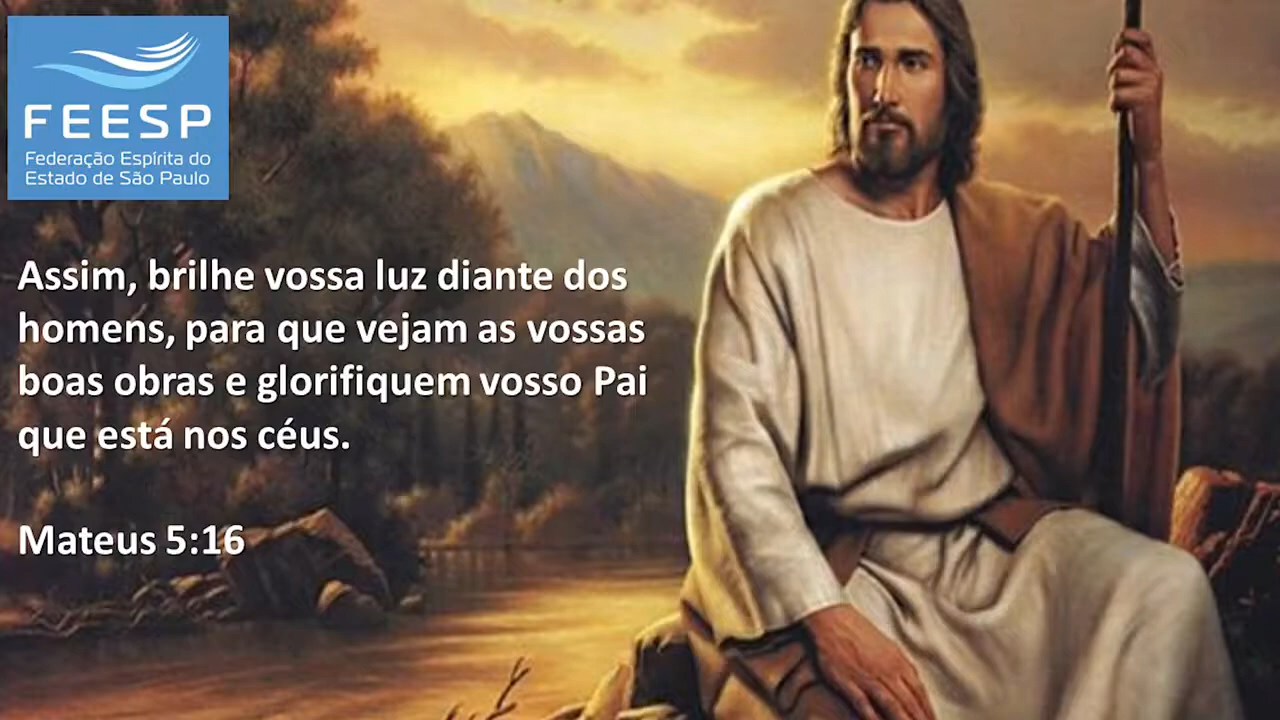 FEESP
Federação Espírita do
Estado de São Paulo
Assim, brilhe vossa luz diante dos
homens, para que vejam as vossas
boas obras e glorifiquem vosso Pai
que está nos céus.
Mateus 5:16